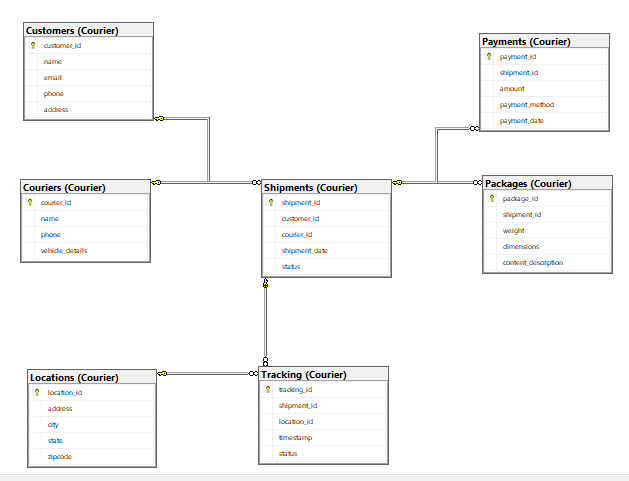 Customers (Courier)
customer_id
name
email
phone
address
Payments (Courier)
payment_id
shipment_id
amount
payment_method
payment_date
Couriers (Courier)
courier_id
name
phone
vehicle_details
Shipments (Courier)
shipment_id
customer_id
courier_id
shipment_date
status
Packages (Courier)
package_id
shipment_id
weight
dimensions
content_description
Locations (Courier)
location_id
address
city
state
zipcode
Tracking (Courier)
tracking_id
shipment_id
location_id
timestamp
status